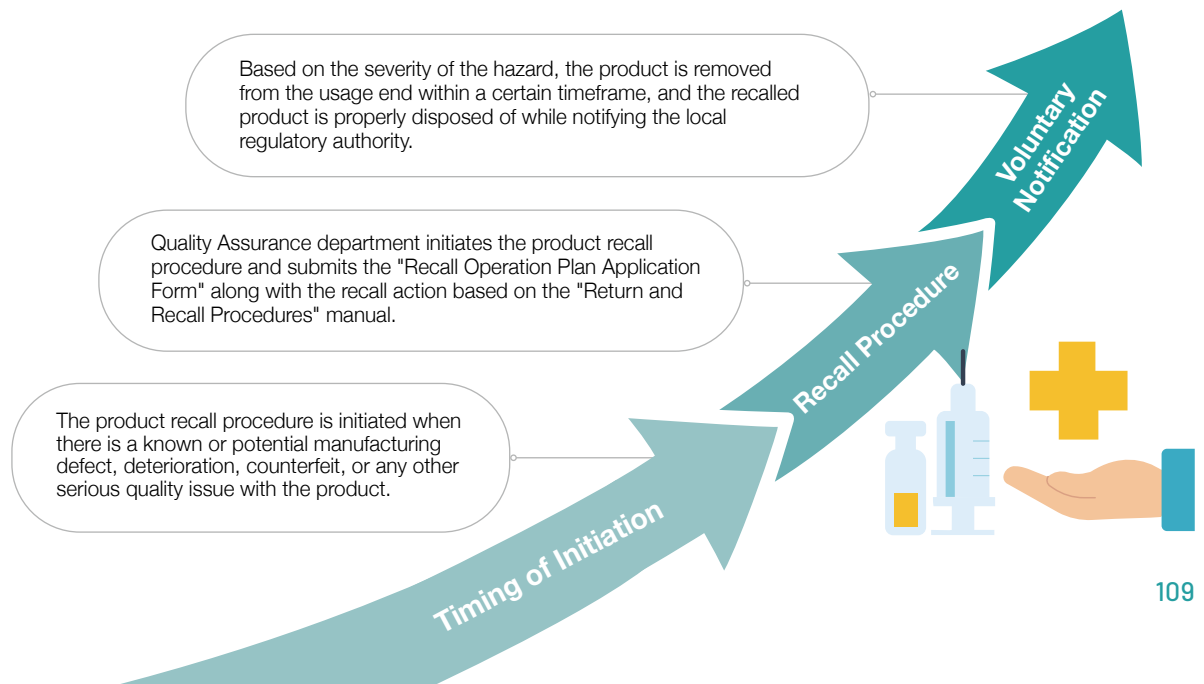 Based on the severity of the hazard, the product is removed
from the usage end within a certain timeframe, and the recalled
product is properly disposed of while notifying the local
regulatory authority.
Voluntary
Notification
Quality Assurance department initiates the product recall
procedure and submits the "Recall Operation Plan Application
Form" along with the recall action based on the "Return and
Recall Procedures" manual.
Recall Procedure
The product recall procedure is initiated when
there is a known or potential manufacturing
defect, deterioration, counterfeit, or any other
serious quality issue with the product.
Timing of Initiation
109